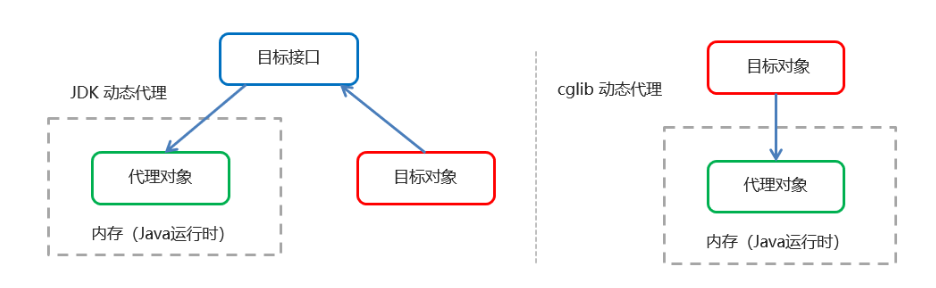 目标接口
JDK 动态代理
代理对象
目标对象
内存（Java运行时）
cglib 动态代理
目标对象
代理对象
内存（Java运行时）